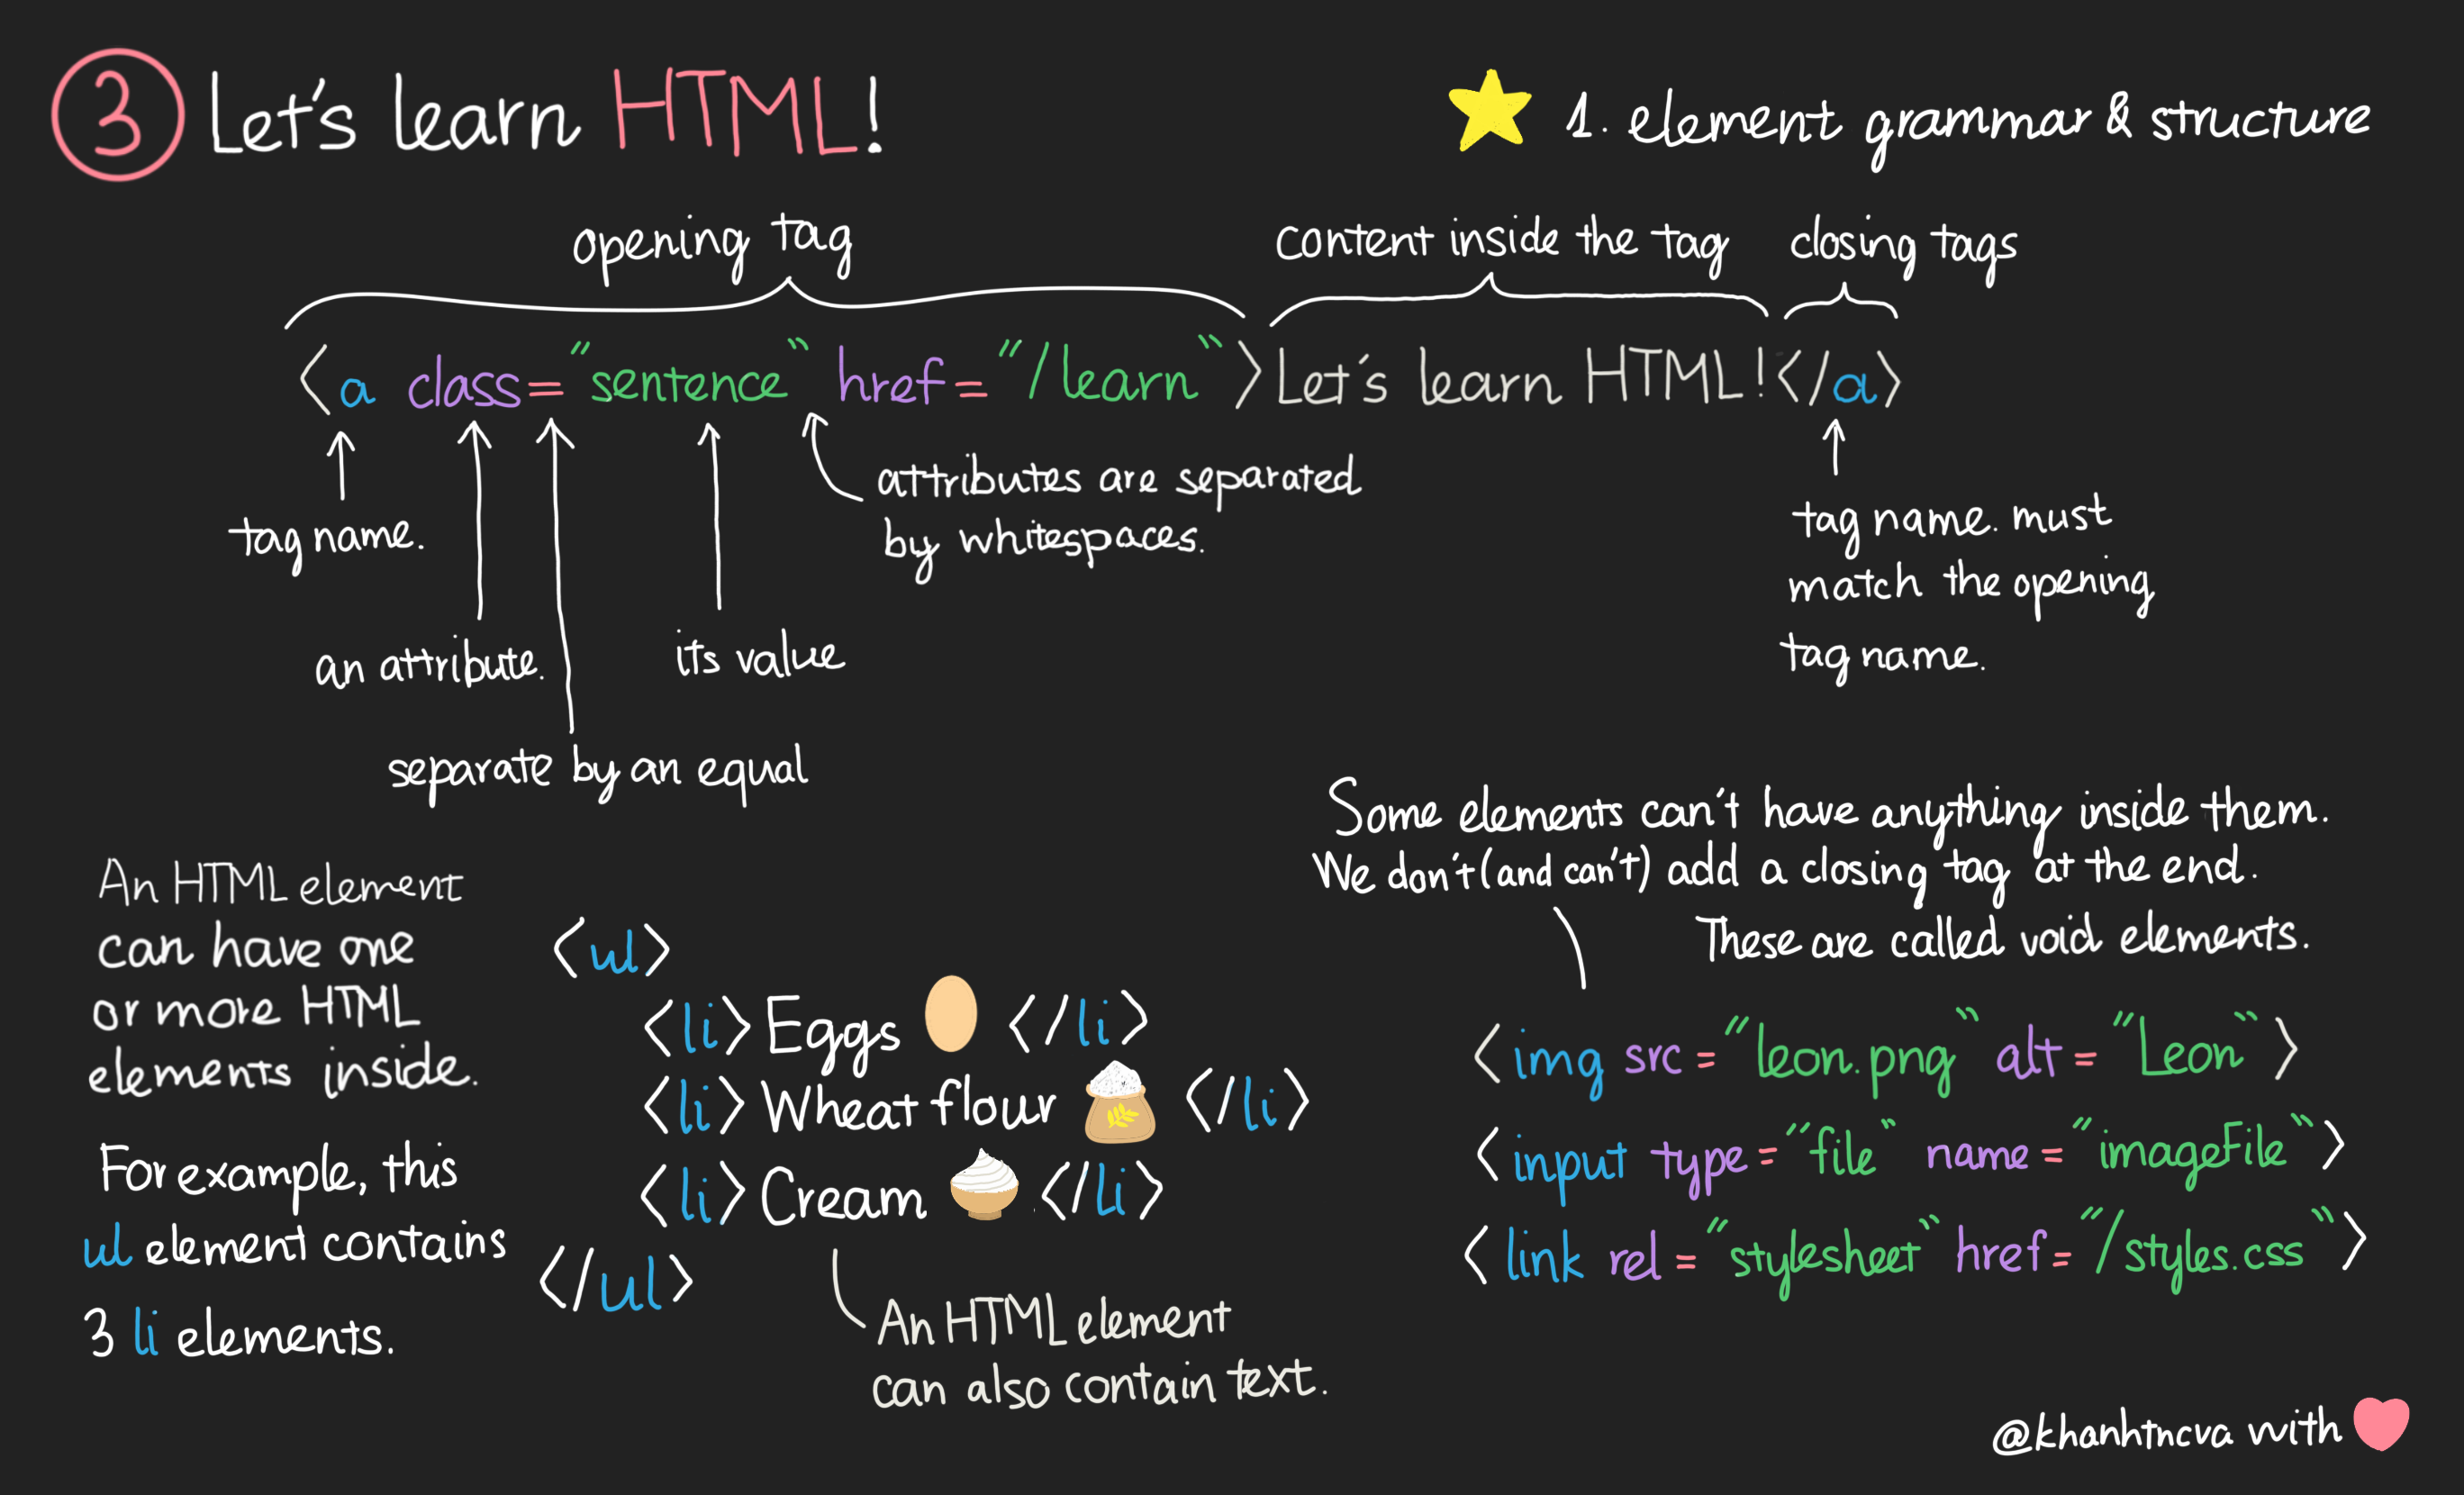 3 Let's learn HTML!
1. element grammar & structure
opening tag
content inside the tag
closing tags
<a class="sentence" href="/learn">Let's learn HTML!</a>
tag name.
an attribute.
separate by an equal
its value
attributes are separated
by whitespaces.
tag name. must
match the opening
tag name.
An HTML element
can have one
or more HTML
elements inside.
For example, this
ul element contains
3 li elements.
<ul>
<li>Eggs </li>
<li>Wheat flour </li>
<li>Cream </li>
</ul>
An HTML element
can also contain text.
Some elements can't have anything inside them.
We don't (and can't) add a closing tag at the end.
These are called void elements.
<img src="leon.png" alt="Leon">
<input type="file" name="imageFile">
<link rel="stylesheet" href="/styles.css">
@khanhtncva with